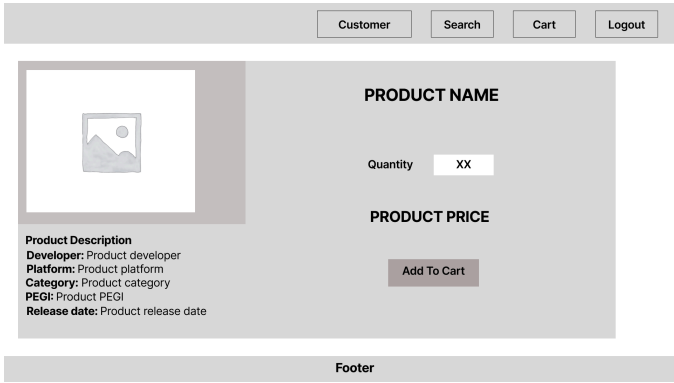 Customer
Search
Cart
Logout
PRODUCT NAME
Quantity XX
PRODUCT PRICE
Add To Cart
Product Description
Developer: Product developer
Platform: Product platform
Category: Product category
PEGI: Product PEGI
Release date: Product release date
Footer